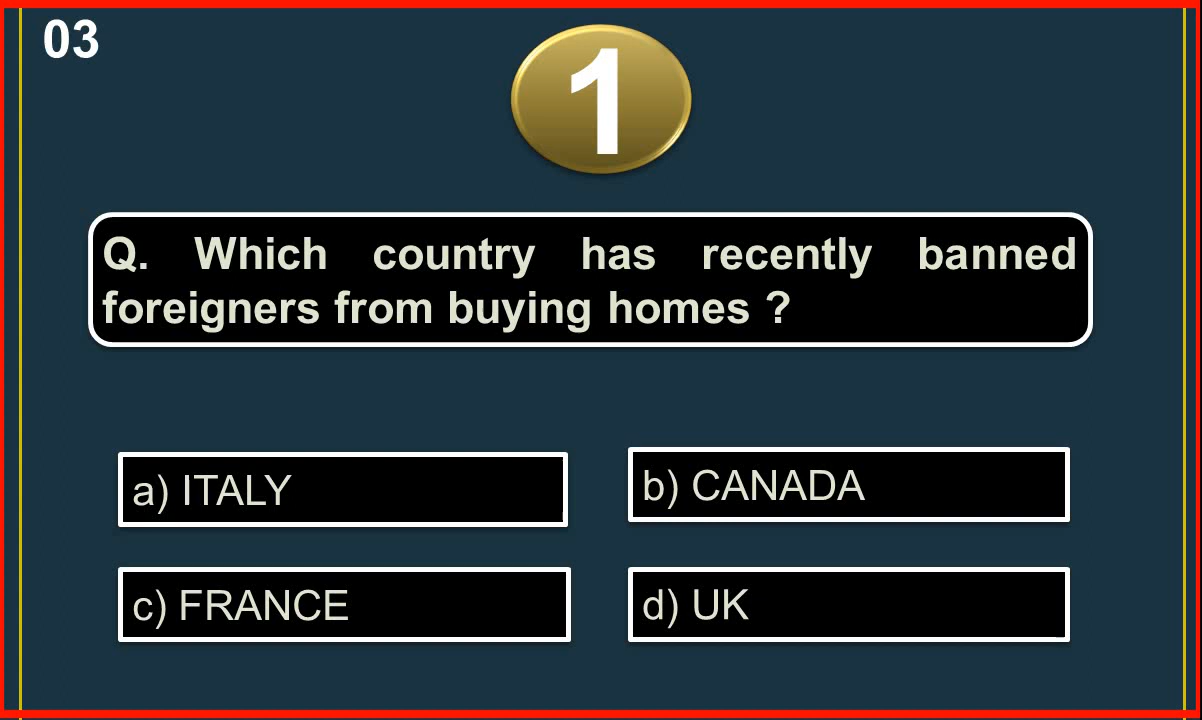 03
1
Q. Which country has recently banned
foreigners from buying homes ?
a) ITALY
b) CANADA
c) FRANCE
d) UK